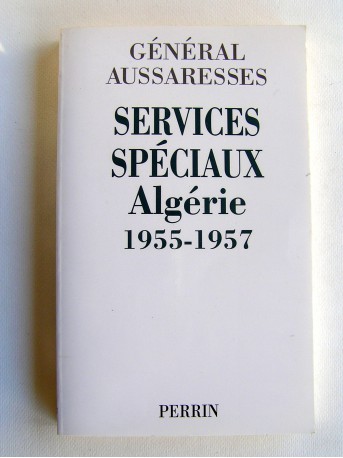 GÉNÉRAL
AUSSARESSES
SERVICES
SPÉCIAUX
Algérie
1955-1957
PERRIN